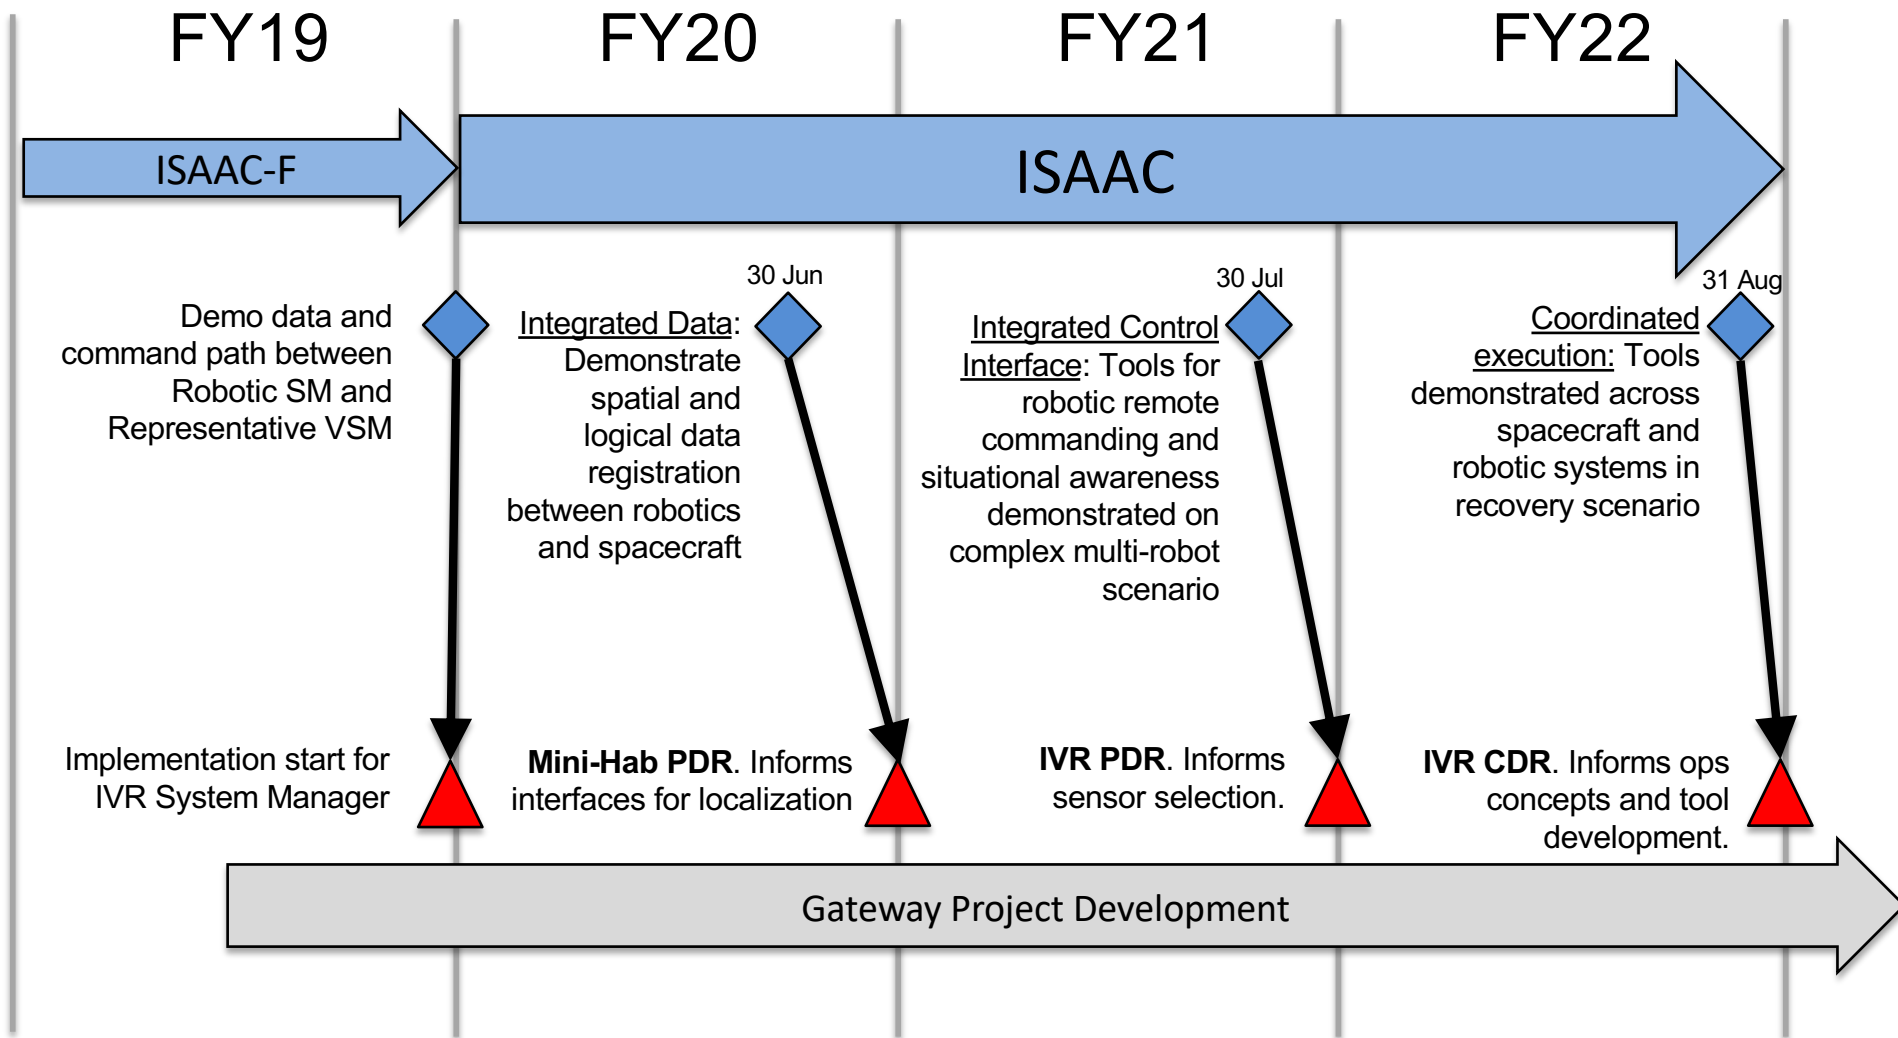 FY19
FY20
FY21
FY22
ISAAC-F
ISAAC
Demo data and
command path between
Robotic SM and
Representative VSM
30 Jun
Integrated Data:
Demonstrate
spatial and
logical data
registration
between robotics
and spacecraft
30 Jul
Integrated Control
Interface: Tools for
robotic remote
commanding and
situational awareness
demonstrated on
complex multi-robot
scenario
31 Aug
Coordinated
execution: Tools
demonstrated across
spacecraft and
robotic systems in
recovery scenario
Implementation start for
IVR System Manager
Mini-Hab PDR. Informs
interfaces for localization
IVR PDR. Informs
sensor selection.
IVR CDR. Informs ops
concepts and tool
development.
Gateway Project Development